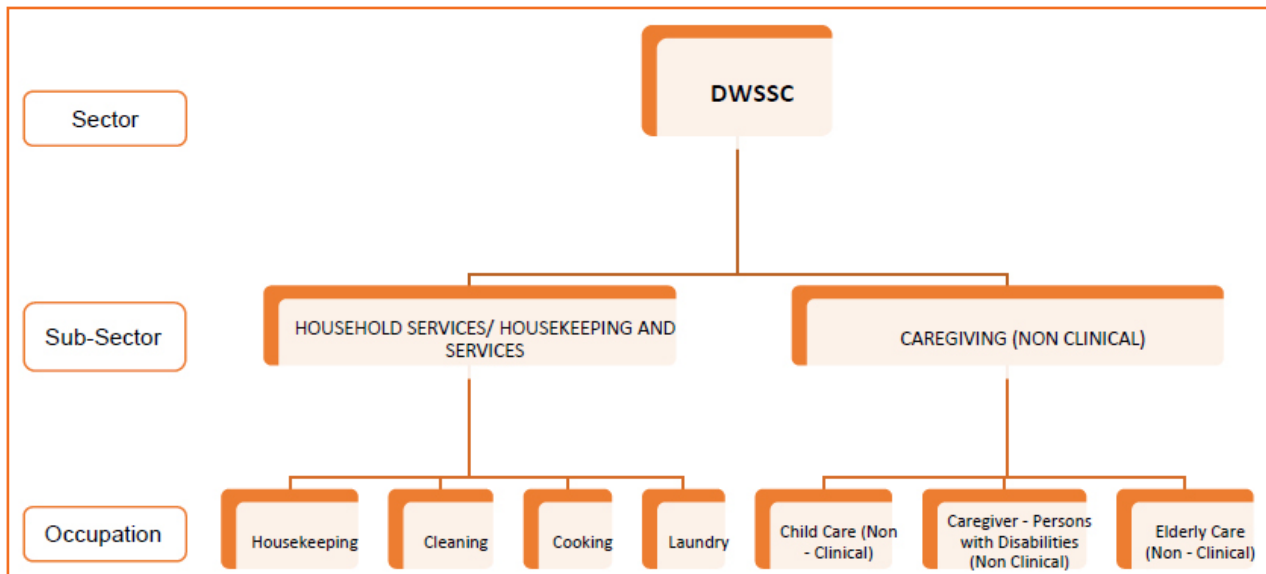 DWSSC
Sector
HOUSEHOLD SERVICES/ HOUSEKEEPING AND
SERVICES
CAREGIVING (NON CLINICAL)
Sub-Sector
Occupation
Housekeeping
Cleaning
Cooking
Laundry
Child Care (Non
- Clinical)
Caregiver - Persons
with Disabilities
(Non Clinical)
Elderly Care
(Non - Clinical)